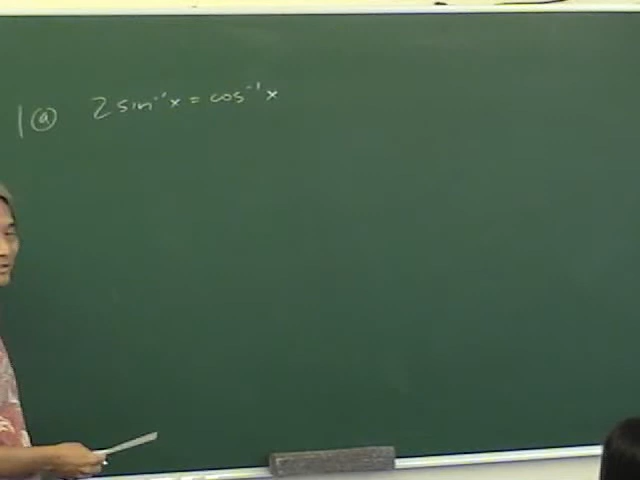 1 ⓐ 2 sin⁻¹x = cos⁻¹x